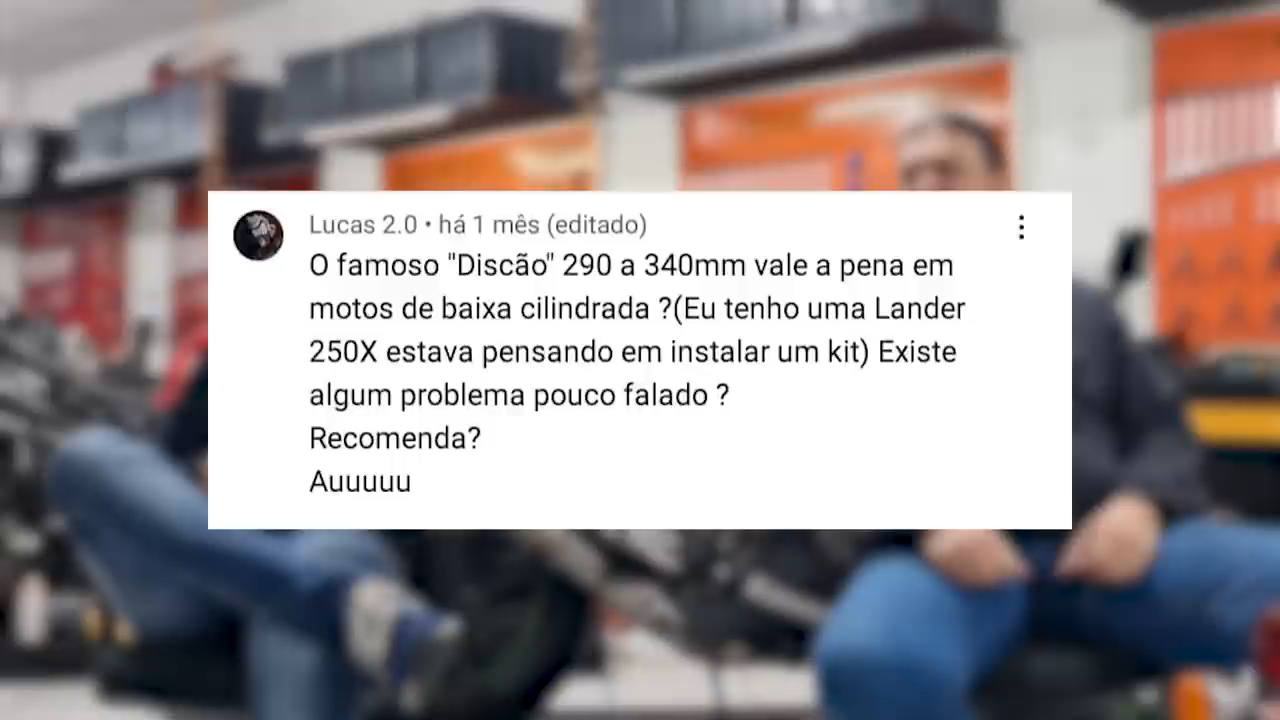 Lucas 2.0 • há 1 mês (editado)
O famoso "Discão" 290 a 340mm vale a pena em
motos de baixa cilindrada ?(Eu tenho uma Lander
250X estava pensando em instalar um kit) Existe
algum problema pouco falado ?
Recomenda?
Auuuuu